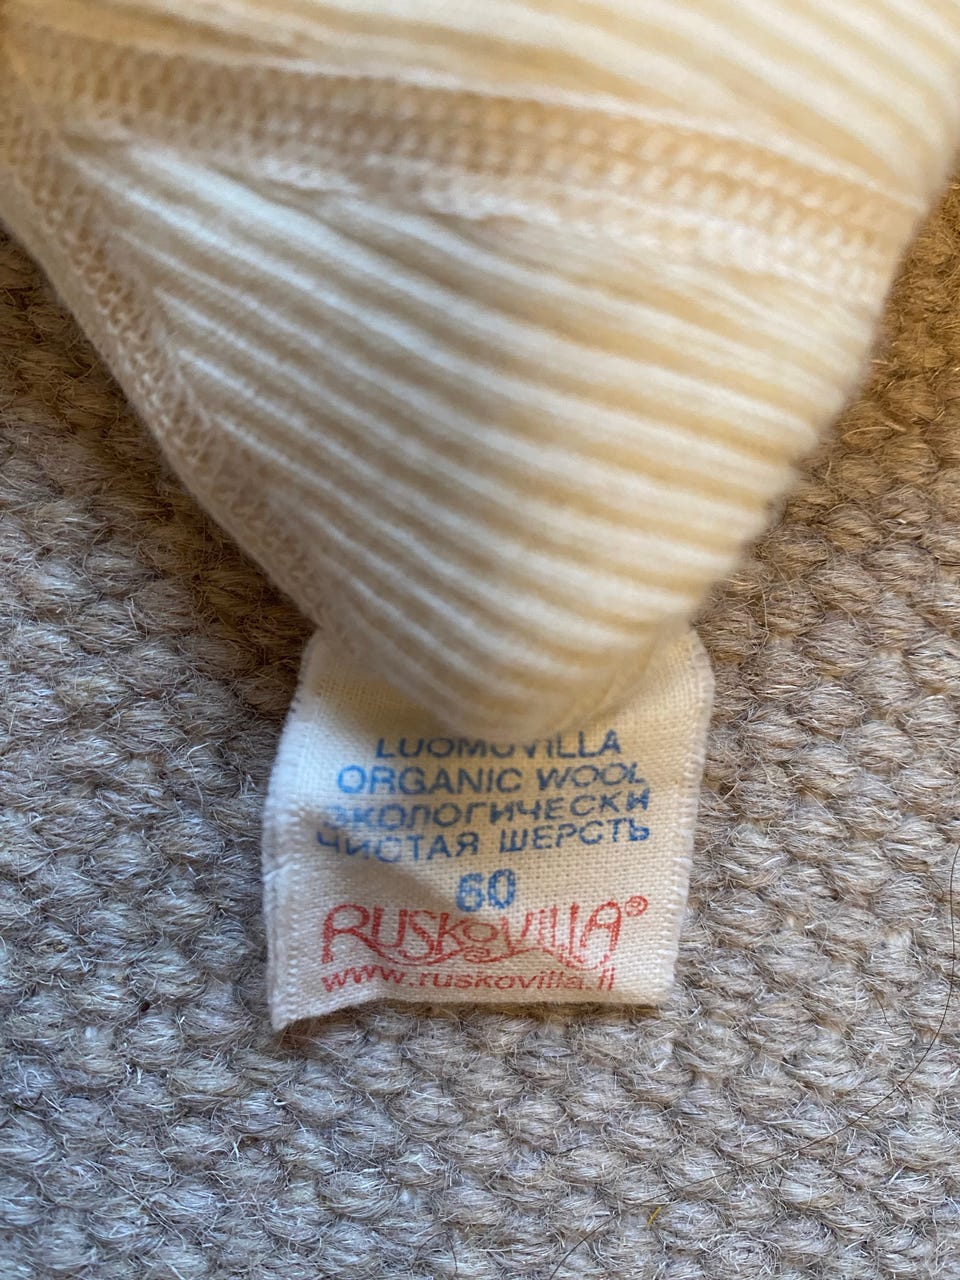 LUOMUVILLA
ORGANIC WOOL
ЭКОЛОГИЧЕСКИ
ЧИСТАЯ ШЕРСТЬ
60
RUSKOVILLA®
www.ruskovilla.fi